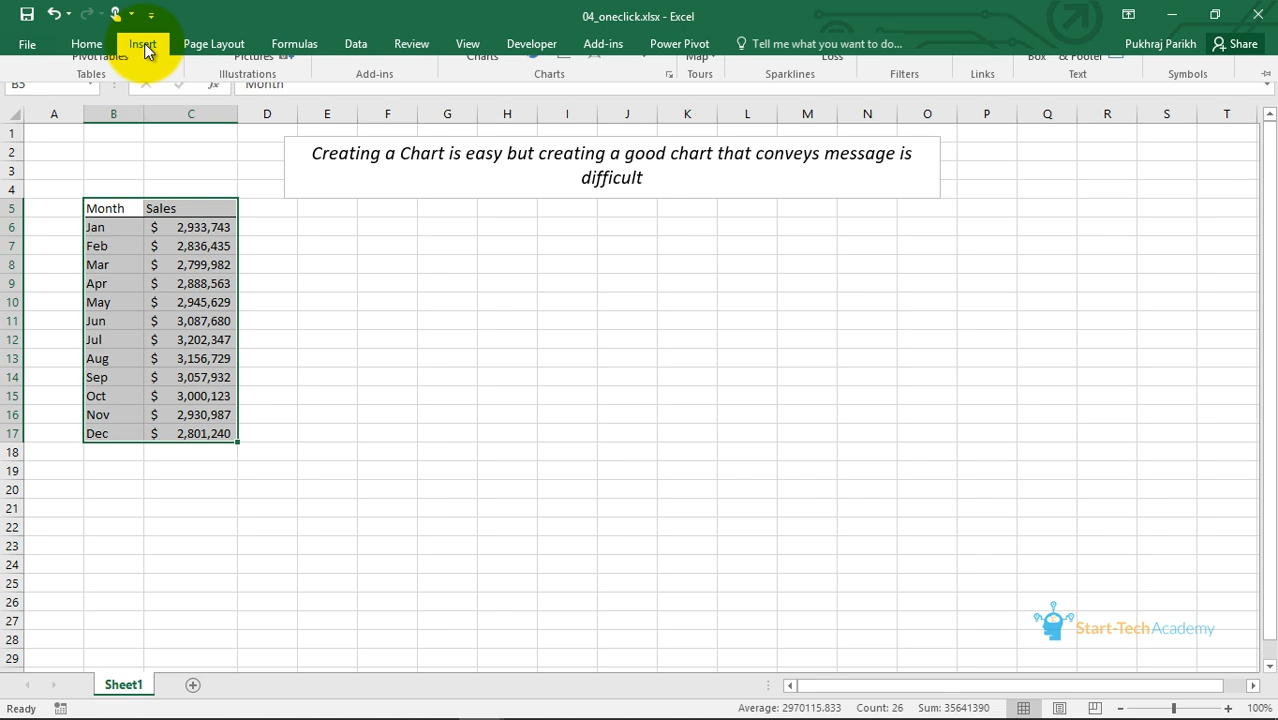 04_oneclick.xlsx - Excel
File Home Insert Page Layout Formulas Data Review View Developer Add-ins Power Pivot Tell me what you want to do... Pukhraj Parikh Share
PivotTables Pictures Charts Map Loss Box & Footer
Tables Illustrations Add-ins Charts Tours Sparklines Filters Links Text Symbols
B5 fx Month
A B C D E F G H I J K L M N O P Q R S T
1
2 Creating a Chart is easy but creating a good chart that conveys message is
3 difficult
4
5 Month Sales
6 Jan $ 2,933,743
7 Feb $ 2,836,435
8 Mar $ 2,799,982
9 Apr $ 2,888,563
10 May $ 2,945,629
11 Jun $ 3,087,680
12 Jul $ 3,202,347
13 Aug $ 3,156,729
14 Sep $ 3,057,932
15 Oct $ 3,000,123
16 Nov $ 2,930,987
17 Dec $ 2,801,240
18
19
20
21
22
23
24
25
26
27
28
29
Start-TechAcademy
Sheet1
Ready Average: 2970115.833 Count: 26 Sum: 35641390 100%